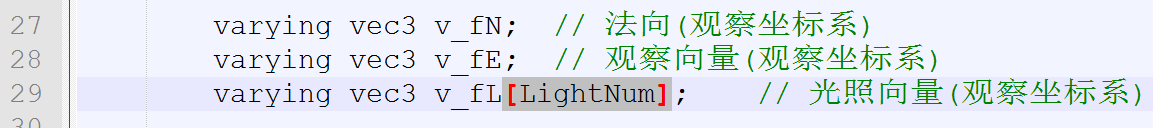 27 varying vec3 v_fN; // 法向(观察坐标系)
28 varying vec3 v_fE; // 观察向量(观察坐标系)
29 varying vec3 v_fL[LightNum]; // 光照向量(观察坐标系)
30